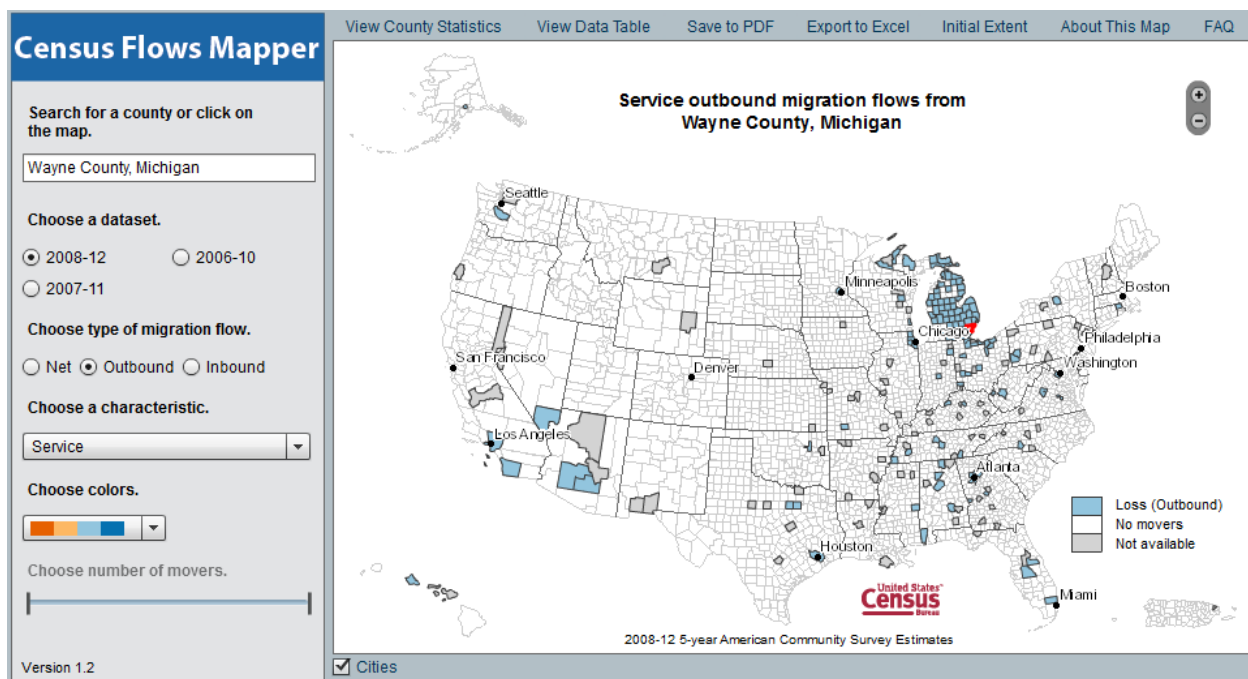 Census Flows Mapper
View County Statistics
View Data Table
Save to PDF
Export to Excel
Initial Extent
About This Map
FAQ
Search for a county or click on
the map.
Wayne County, Michigan
Choose a dataset.
2008-12
2006-10
2007-11
Choose type of migration flow.
Net
Outbound
Inbound
Choose a characteristic.
Service
Choose colors.
Choose number of movers.
Version 1.2
Service outbound migration flows from
Wayne County, Michigan
Seattle
Minneapolis
Boston
Chicago
Philadelphia
San Francisco
Denver
Washington
Los Angeles
Atlanta
Houston
Miami
Loss (Outbound)
No movers
Not available
United States
Census
Bureau
2008-12 5-year American Community Survey Estimates
Cities